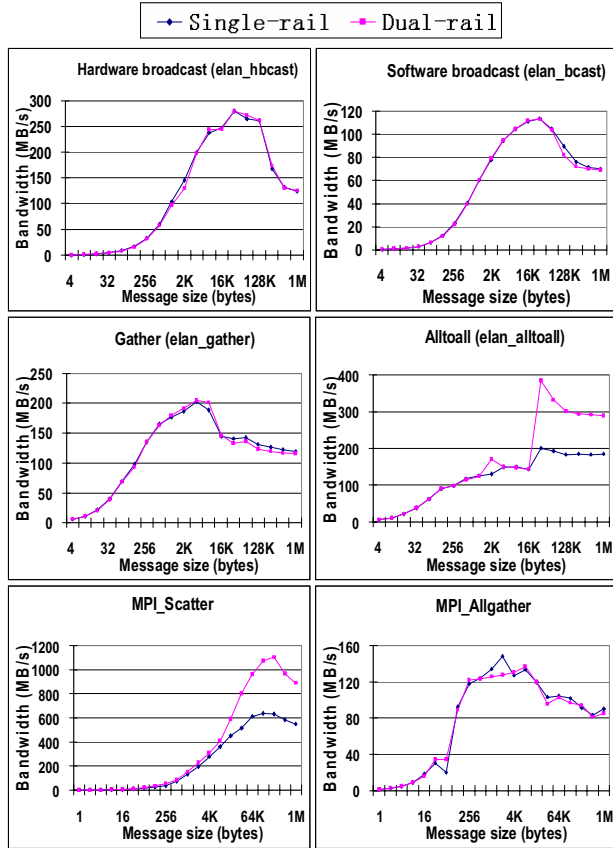 Single-rail Dual-rail
Hardware broadcast (elan_hbcast)
Bandwidth (MB/s)
300
250
200
150
100
50
0
4 32 256 2K 16K 128K 1M
Message size (bytes)
Software broadcast (elan_bcast)
Bandwidth (MB/s)
120
100
80
60
40
20
0
4 32 256 2K 16K 128K 1M
Message size (bytes)
Gather (elan_gather)
Bandwidth (MB/s)
250
200
150
100
50
0
4 32 256 2K 16K 128K 1M
Message size (bytes)
Alltoall (elan_alltoall)
Bandwidth (MB/s)
400
300
200
100
0
4 32 256 2K 16K 128K 1M
Message size (bytes)
MPI_Scatter
Bandwidth (MB/s)
1200
1000
800
600
400
200
0
1 16 256 4K 64K 1M
Message size (bytes)
MPI_Allgather
Bandwidth (MB/s)
160
120
80
40
0
1 16 256 4K 64K 1M
Message size (bytes)